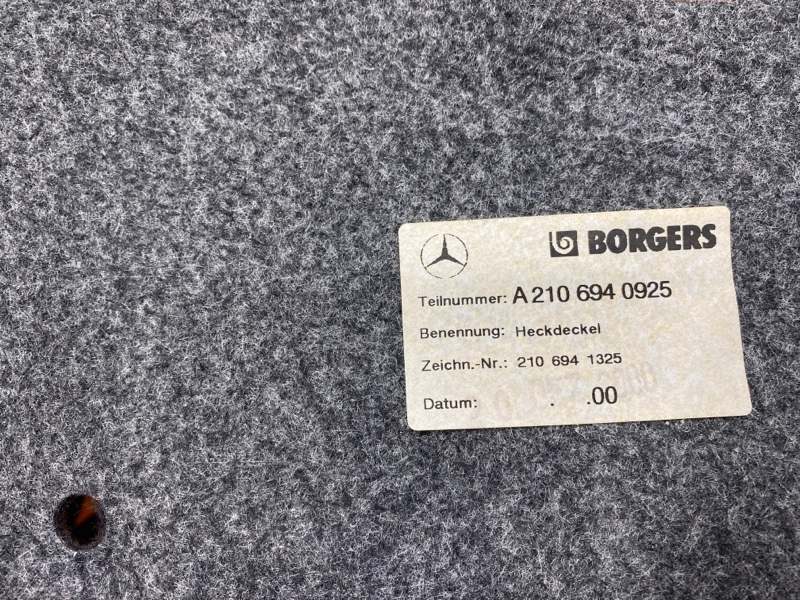 BORGERS
Teilnummer: A 210 694 0925
Benennung: Heckdeckel
Zeichn.-Nr.: 210 694 1325
Datum: . .00